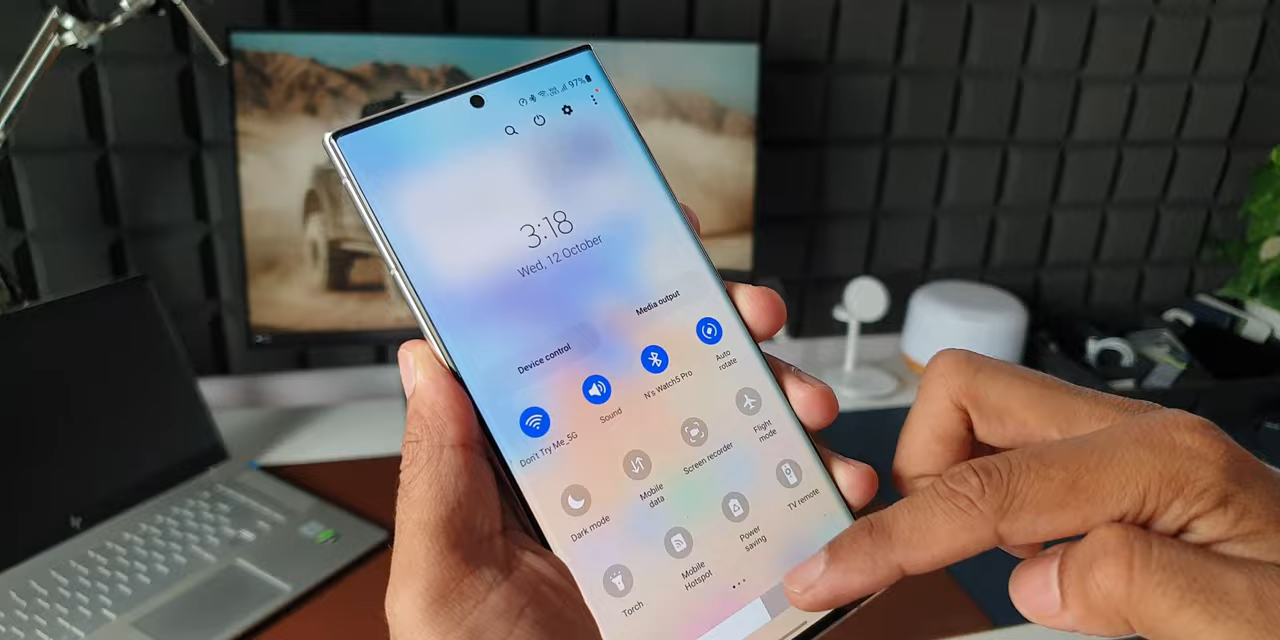 97%
3:18
Wed, 12 October
Device control
Media output
Don't Try Me_5G
Sound
N's Watch5 Pro
Auto
rotate
Dark mode
Mobile
data
Screen recorder
Flight
mode
Torch
Mobile
Hotspot
Power
saving
TV remote
hp